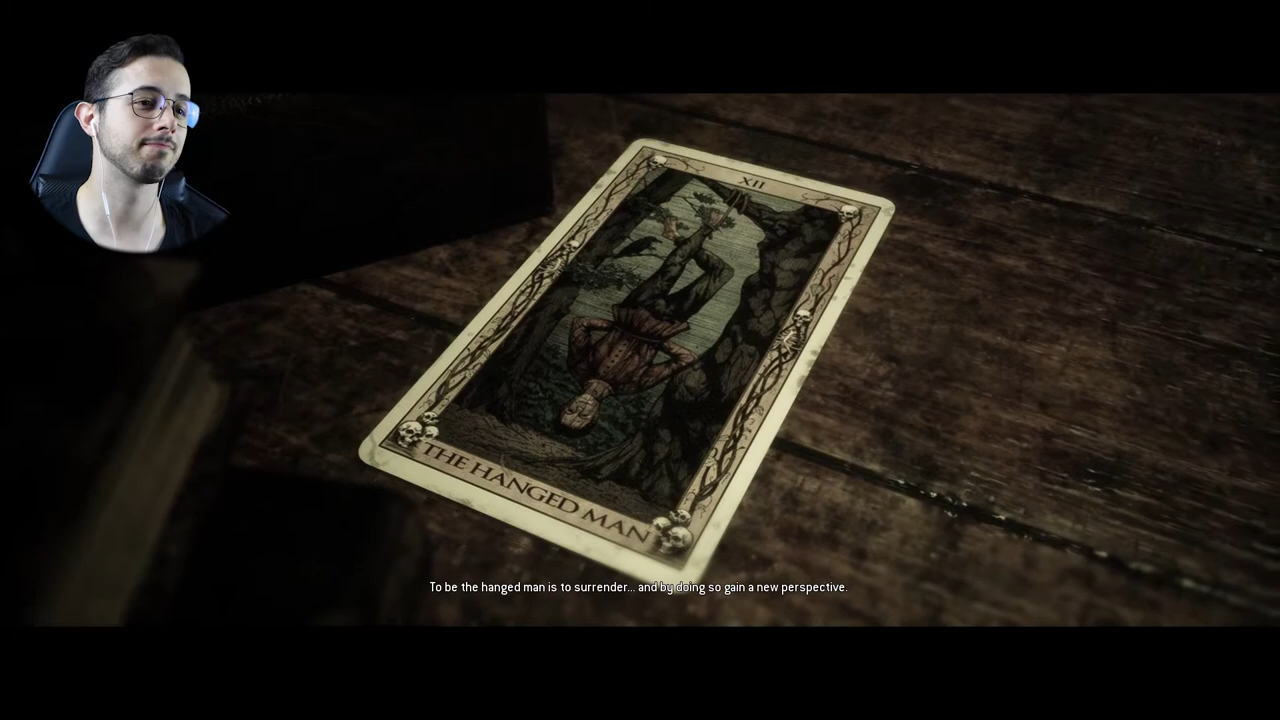 XII
THE HANGED MAN
To be the hanged man is to surrender... and by doing so gain a new perspective.